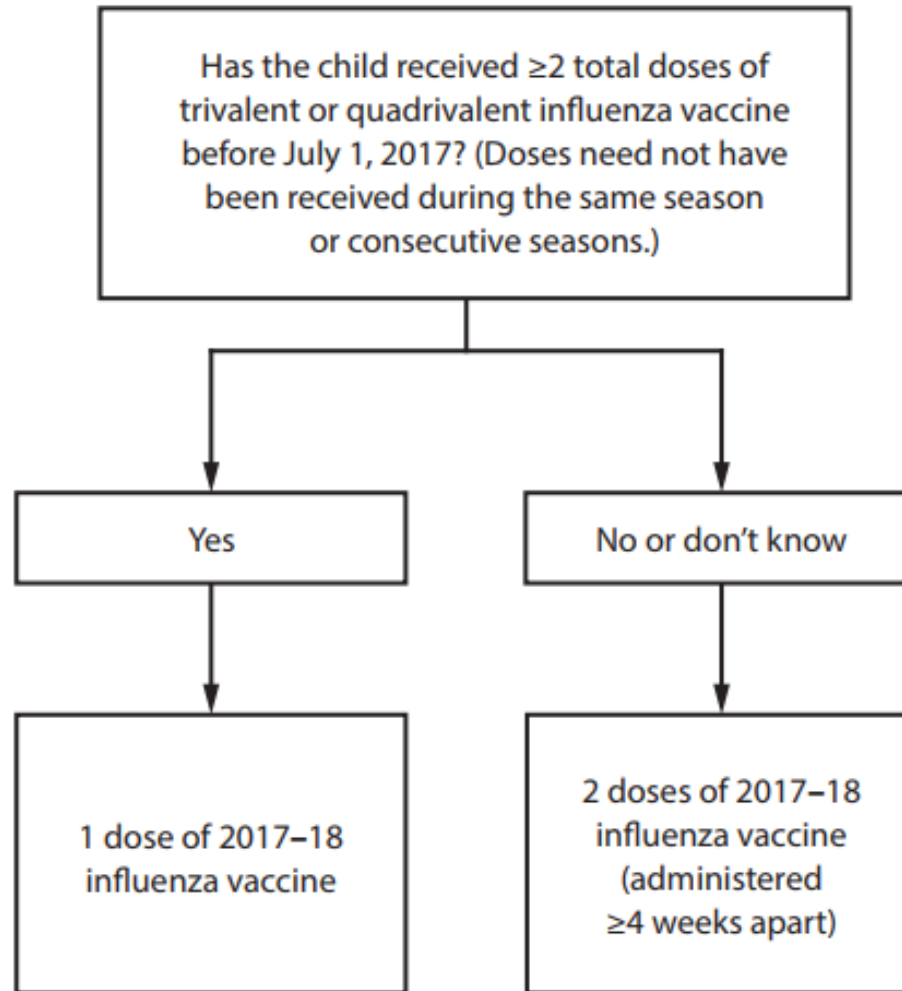 Has the child received ≥2 total doses of
trivalent or quadrivalent influenza vaccine
before July 1, 2017? (Doses need not have
been received during the same season
or consecutive seasons.)
Yes
No or don’t know
1 dose of 2017–18
influenza vaccine
2 doses of 2017–18
influenza vaccine
(administered
≥4 weeks apart)